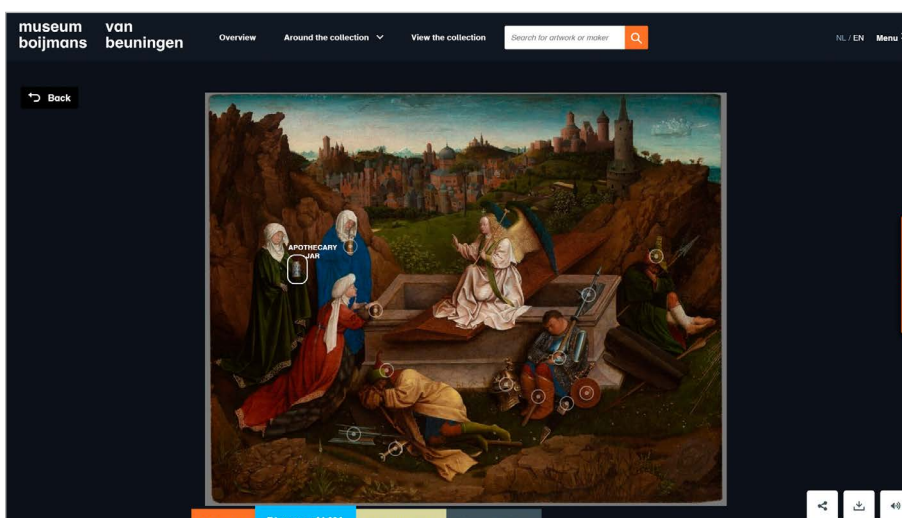 museum van
boijmans beuningen
Overview Around the collection View the collection Search for artwork or maker NL / EN Menu
Back
APOTHECARY
JAR